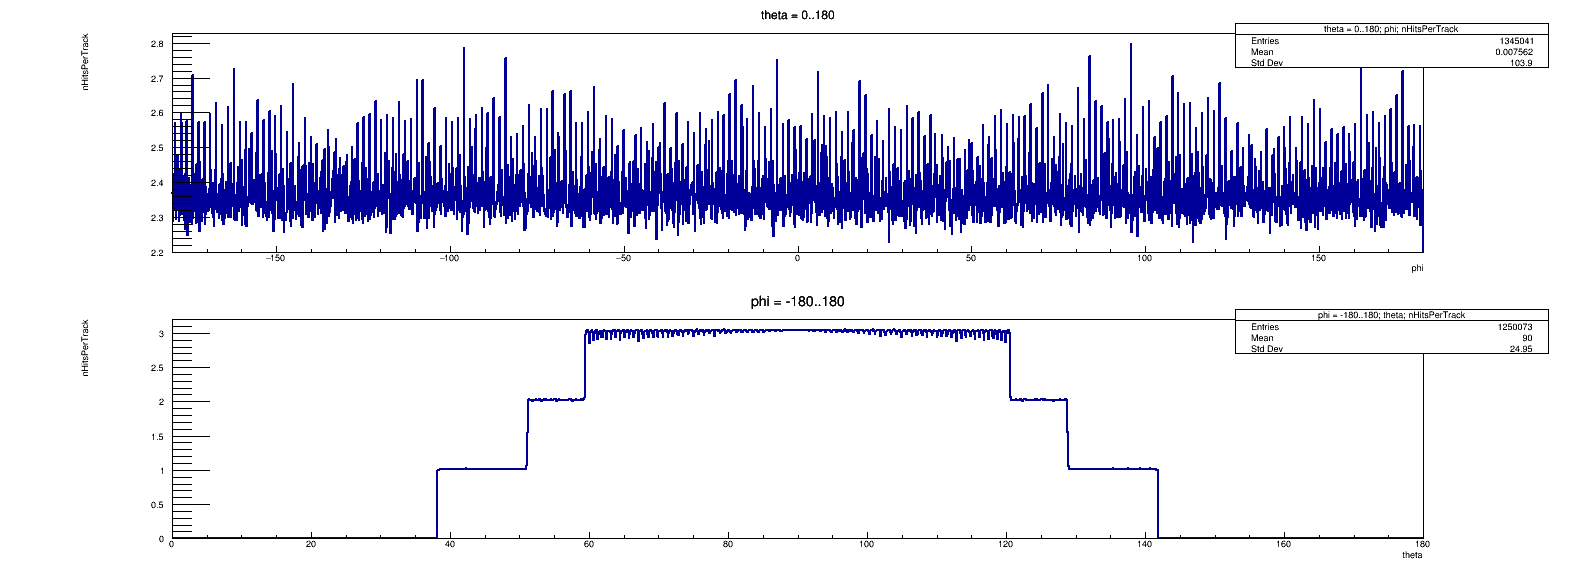 theta = 0..180
nHitsPerTrack
theta = 0..180; phi; nHitsPerTrack
Entries 1345041
Mean 0.007562
Std Dev 103.9
2.8
2.7
2.6
2.5
2.4
2.3
2.2
−150 −100 −50 0 50 100 150
phi
phi = -180..180
nHitsPerTrack
phi = -180..180; theta; nHitsPerTrack
Entries 1250073
Mean 90
Std Dev 24.95
3
2.5
2
1.5
1
0.5
0
0 20 40 60 80 100 120 140 160 180
theta